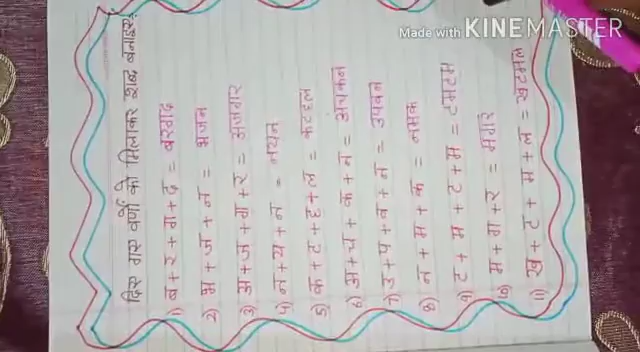 Made with KINEMASTER
दिए गए वर्णों को मिलाकर शब्द बनाइए:
1) ब+र+ग+द = बरगद
2) भ+ज+न = भजन
3) अ+ज+ग+र = अजगर
4) न+य+न = नयन
5) क+ट+ह+ल = कटहल
6) अ+च+क+न = अचकन
7) उ+प+व+न = उपवन
8) न+म+क = नमक
9) ट+म+ट+म = टमटम
10) म+ग+र = मगर
11) ख+ट+म+ल = खटमल